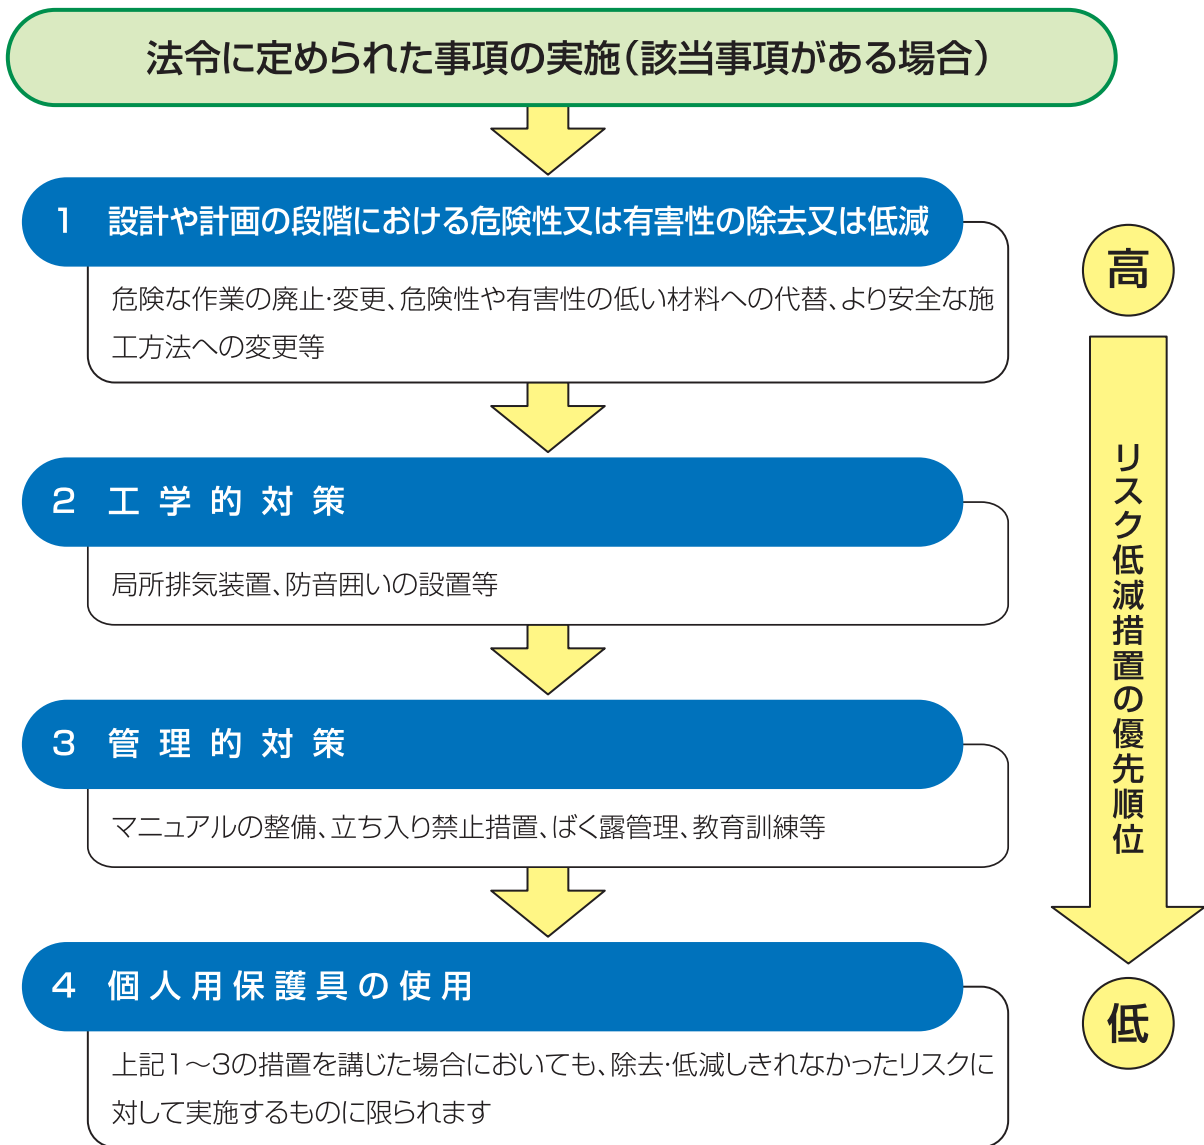 法令に定められた事項の実施（該当事項がある場合）
1 設計や計画の段階における危険性又は有害性の除去又は低減
危険な作業の廃止・変更、危険性や有害性の低い材料への代替、より安全な施
工方法への変更等
2 工学的対策
局所排気装置、防音囲いの設置等
3 管理的対策
マニュアルの整備、立ち入り禁止措置、ばく露管理、教育訓練等
4 個人用保護具の使用
上記1～3の措置を講じた場合においても、除去・低減しきれなかったリスクに
対して実施するものに限られます
高
リスク低減措置の優先順位
低